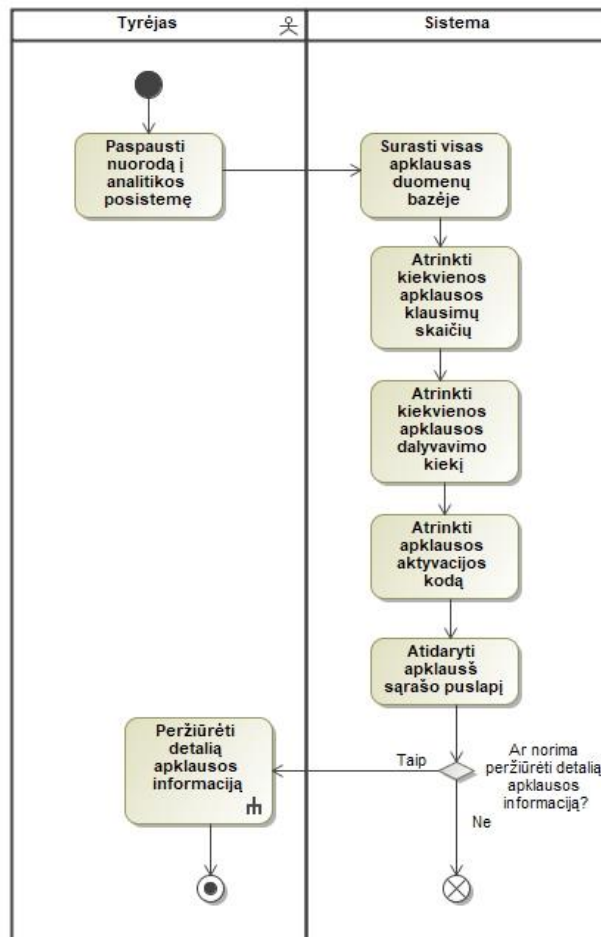 Tyrėjas
Sistema
Paspausti
nuorodą į
analitikos
posistemę
Surasti visas
apklausas
duomenų
bazėje
Atrinkti
kiekvienos
apklausos
klausimų
skaičių
Atrinkti
kiekvienos
apklausos
dalyvavimo
kiekį
Atrinkti
apklausos
aktyvacijos
kodą
Atidaryti
apklausš
sąrašo puslapį
Peržiūrėti
detalią
apklausos
informaciją
Taip
Ar norima
peržiūrėti detalią
apklausos
informaciją?
Ne